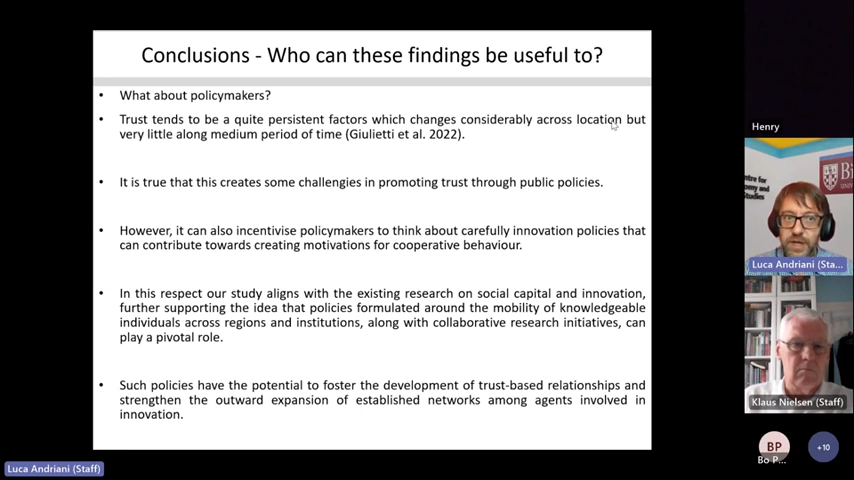 Conclusions - Who can these findings be useful to?
• What about policymakers?
• Trust tends to be a quite persistent factors which changes considerably across location but
very little along medium period of time (Giulietti et al. 2022).
• It is true that this creates some challengies in promoting trust through public policies.
• However, it can also incentivise policymakers to think about carefully innovation policies that
can contribute towards creating motivations for cooperative behaviour.
• In this respect our study aligns with the existing research on social capital and innovation,
further supporting the idea that policies formulated around the mobility of knowledgeable
individuals across regions and institutions, along with collaborative research initiatives, can
play a pivotal role.
• Such policies have the potential to foster the development of trust-based relationships and
strengthen the outward expansion of established networks among agents involved in
innovation.
Luca Andriani (Staff)
Henry
Luca Andriani (Sta...
Klaus Nielsen (Staff)
BP
Bo P...
+10